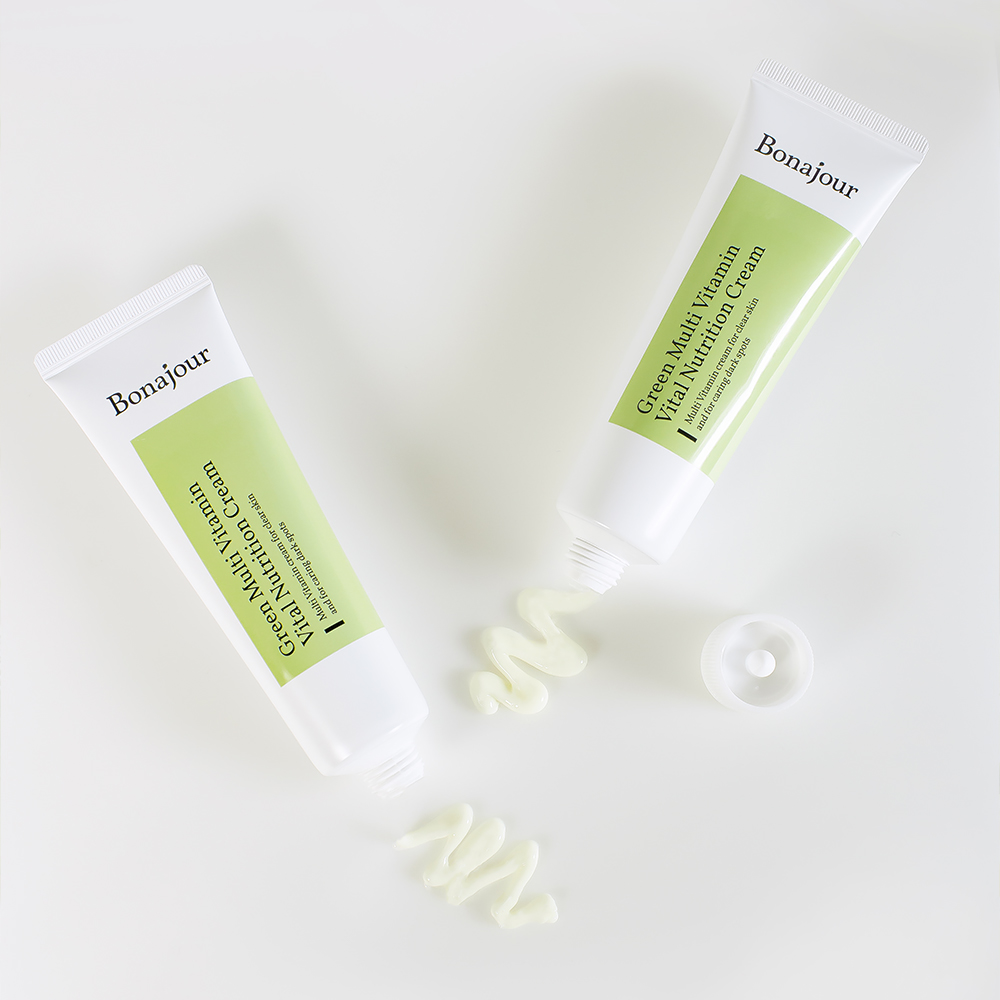 Bonajour
Green Multi Vitamin
Vital Nutrition Cream
Multi Vitamin cream for clear skin
and for caring dark spots
Bonajour
Green Multi Vitamin
Vital Nutrition Cream
Multi Vitamin cream for clear skin
and for caring dark spots